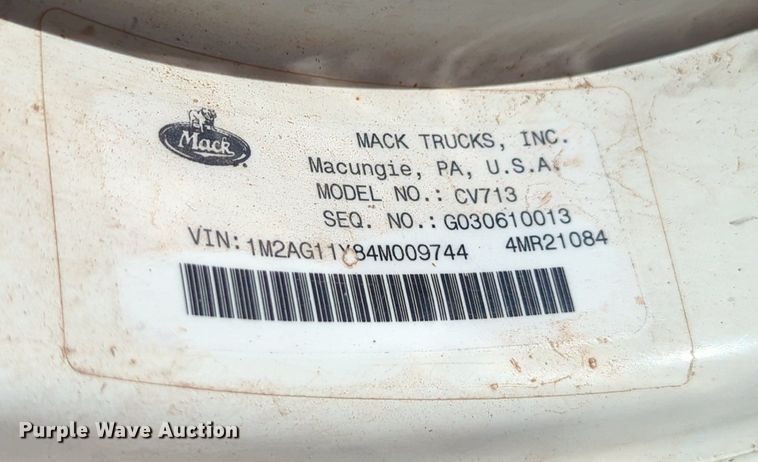 Mack
MACK TRUCKS, INC.
Macungie, PA, U.S.A.
MODEL NO.: CV713
SEQ. NO.: G030610013
VIN: 1M2AG11Y84M009744 4MR21084
Purple Wave Auction